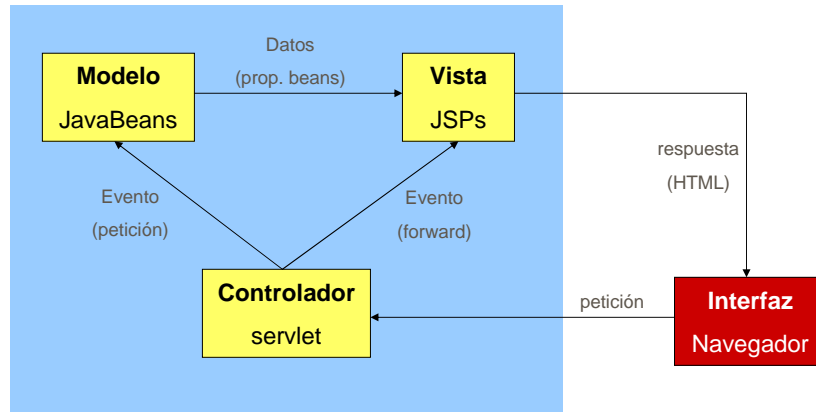 Datos
(prop. beans)
Modelo
JavaBeans
Vista
JSPs
respuesta
(HTML)
Evento
(petición)
Evento
(forward)
Controlador
servlet
petición
Interfaz
Navegador